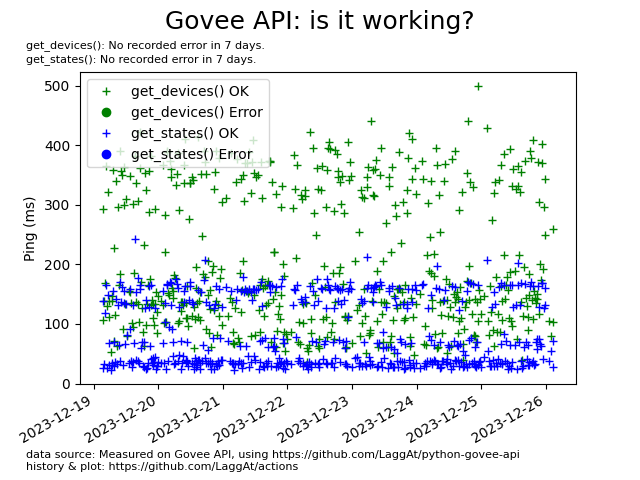 Govee API: is it working?
get_devices(): No recorded error in 7 days.
get_states(): No recorded error in 7 days.
get_devices() OK
get_devices() Error
get_states() OK
get_states() Error
500
400
300
200
100
0
Ping (ms)
2023-12-19
2023-12-20
2023-12-21
2023-12-22
2023-12-23
2023-12-24
2023-12-25
2023-12-26
data source: Measured on Govee API, using https://github.com/LaggAt/python-govee-api
history & plot: https://github.com/LaggAt/actions